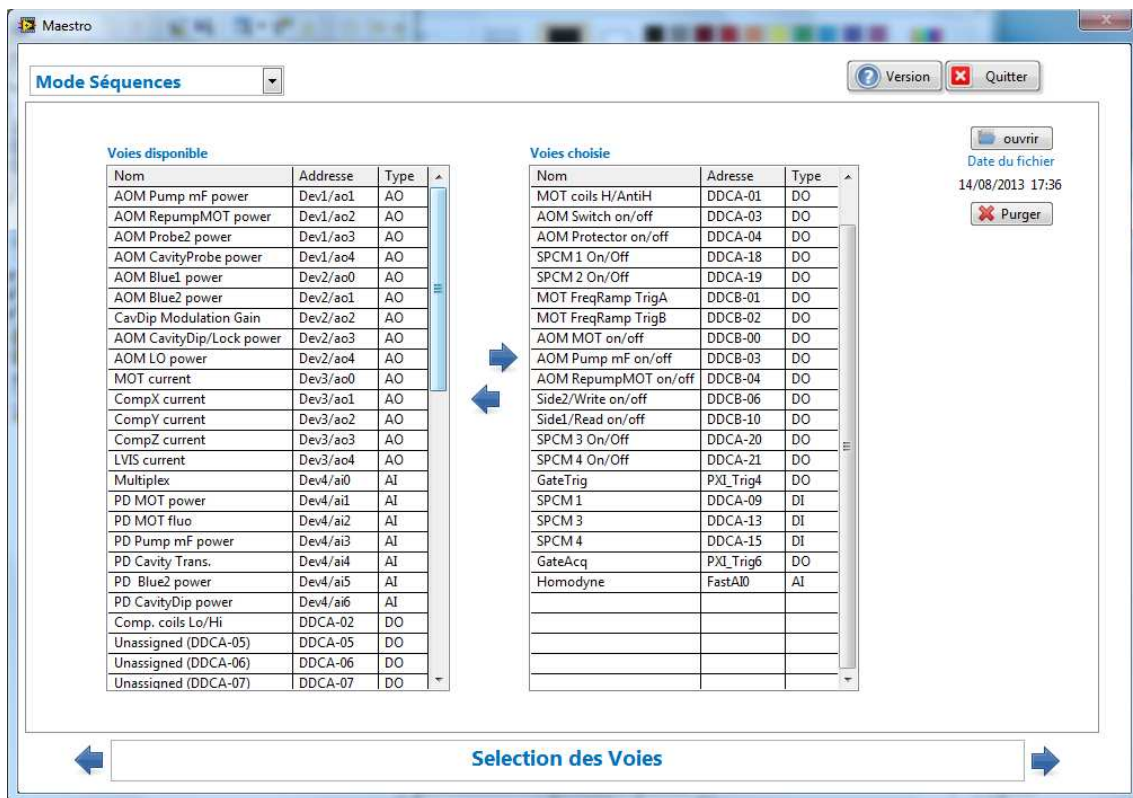 Maestro
Mode Séquences
Version
Quitter
ouvrir
Date du fichier
14/08/2013 17:36
Purger
Voies disponible
Nom Addresse Type
AOM Pump mF power Dev1/ao1 AO
AOM RepumpMOT power Dev1/ao2 AO
AOM Probe2 power Dev1/ao3 AO
AOM CavityProbe power Dev1/ao4 AO
AOM Blue1 power Dev2/ao0 AO
AOM Blue2 power Dev2/ao1 AO
CavDip Modulation Gain Dev2/ao2 AO
AOM CavityDip/Lock power Dev2/ao3 AO
AOM LO power Dev2/ao4 AO
MOT current Dev3/ao0 AO
CompX current Dev3/ao1 AO
CompY current Dev3/ao2 AO
CompZ current Dev3/ao3 AO
LVIS current Dev3/ao4 AO
Multiplex Dev4/ai0 AI
PD MOT power Dev4/ai1 AI
PD MOT fluo Dev4/ai2 AI
PD Pump mF power Dev4/ai3 AI
PD Cavity Trans. Dev4/ai4 AI
PD Blue2 power Dev4/ai5 AI
PD CavityDip power Dev4/ai6 AI
Comp. coils Lo/Hi DDCA-02 DO
Unassigned (DDCA-05) DDCA-05 DO
Unassigned (DDCA-06) DDCA-06 DO
Unassigned (DDCA-07) DDCA-07 DO
Voies choisie
Nom Adresse Type
MOT coils H/AntiH DDCA-01 DO
AOM Switch on/off DDCA-03 DO
AOM Protector on/off DDCA-04 DO
SPCM 1 On/Off DDCA-18 DO
SPCM 2 On/Off DDCA-19 DO
MOT FreqRamp TrigA DDCB-01 DO
MOT FreqRamp TrigB DDCB-02 DO
AOM MOT on/off DDCB-00 DO
AOM Pump mF on/off DDCB-03 DO
AOM RepumpMOT on/off DDCB-04 DO
Side2/Write on/off DDCB-06 DO
Side1/Read on/off DDCB-10 DO
SPCM 3 On/Off DDCA-20 DO
SPCM 4 On/Off DDCA-21 DO
GateTrig PXI_Trig4 DO
SPCM 1 DDCA-09 DI
SPCM 3 DDCA-13 DI
SPCM 4 DDCA-15 DI
GateAcq PXI_Trig6 DO
Homodyne FastAI0 AI
Selection des Voies